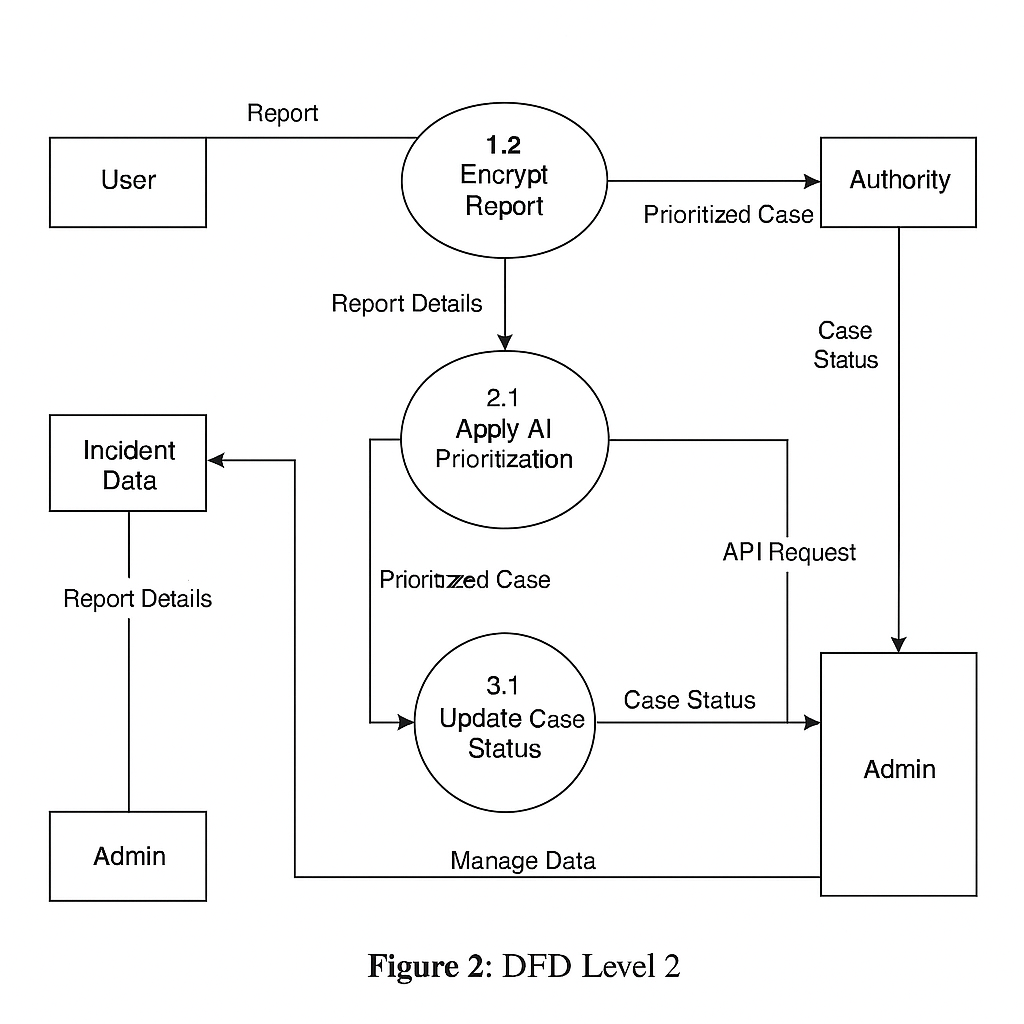 Report
User
1.2
Encrypt
Report
Authority
Prioritized Case
Report Details
Case
Status
2.1
Apply AI
Prioritization
Incident
Data
API Request
Prioritized Case
Report Details
3.1
Update Case
Status
Case Status
Admin
Admin
Manage Data
Figure 2: DFD Level 2